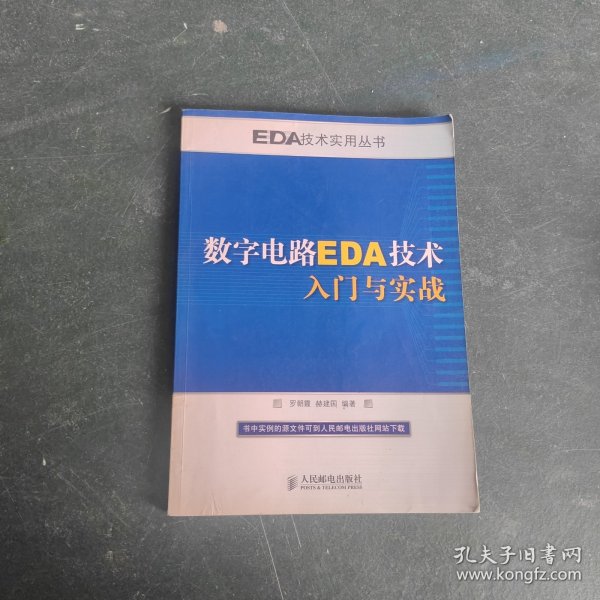 EDA技术实用丛书
数字电路EDA技术
入门与实战
罗朝霞 赫建国 编著
书中实例的源文件可到人民邮电出版社网站下载
人民邮电出版社
POSTS & TELECOM PRESS
孔夫子旧书网
www.kongfz.com